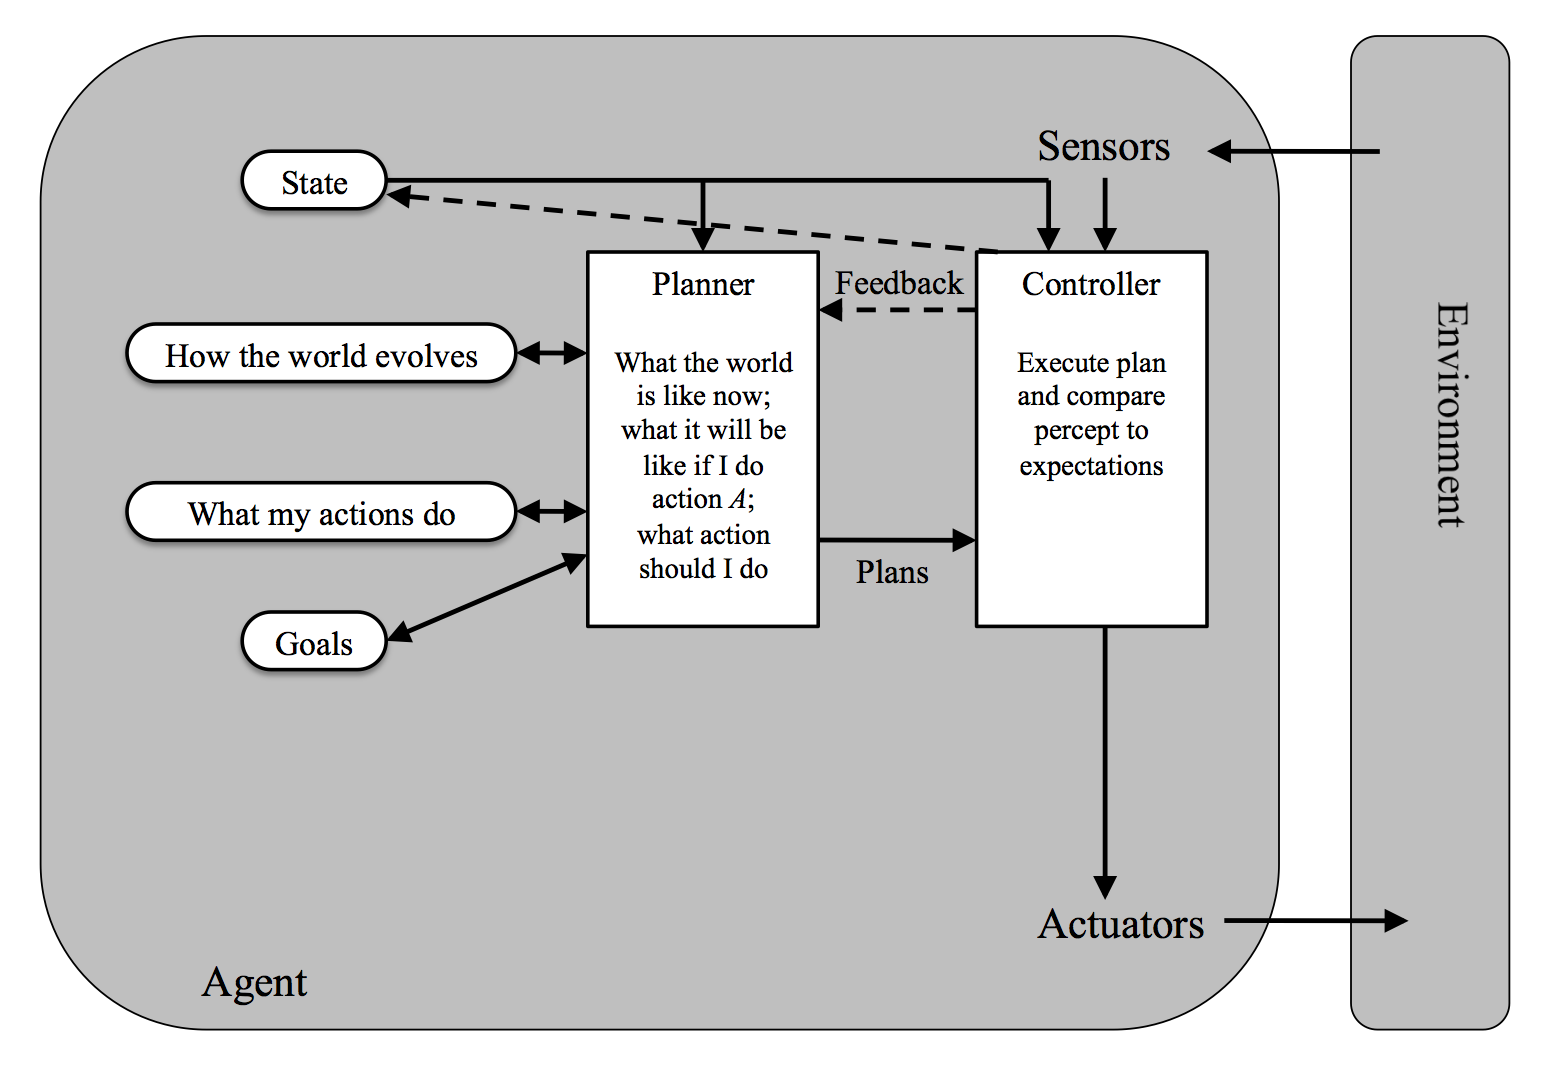 Sensors
State
Planner
Feedback
Controller
How the world evolves
What the world
is like now;
what it will be
like if I do
action A;
what action
should I do
Execute plan
and compare
percept to
expectations
Environment
What my actions do
Plans
Goals
Actuators
Agent